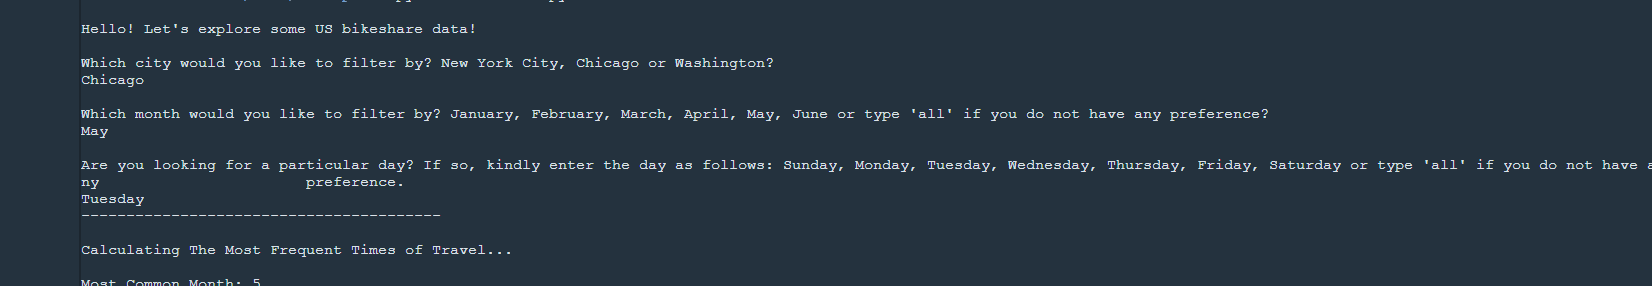 Hello! Let's explore some US bikeshare data!
Which city would you like to filter by? New York City, Chicago or Washington?
Chicago
Which month would you like to filter by? January, February, March, April, May, June or type 'all' if you do not have any preference?
May
Are you looking for a particular day? If so, kindly enter the day as follows: Sunday, Monday, Tuesday, Wednesday, Thursday, Friday, Saturday or type 'all' if you do not have a
ny                       preference.
Tuesday
----------------------------------------
Calculating The Most Frequent Times of Travel...
Most Common Month: 5